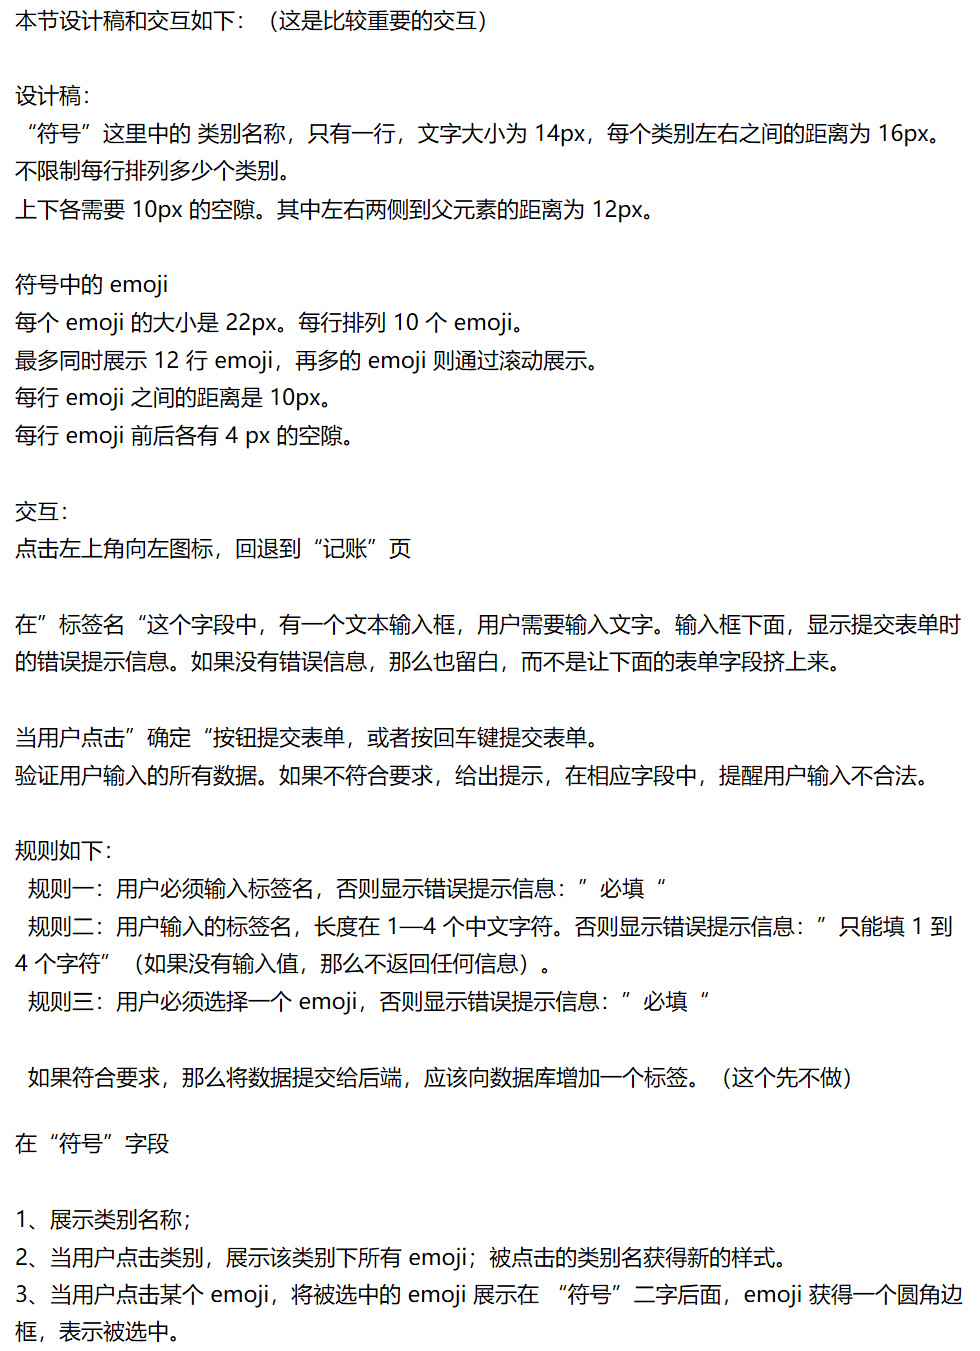 本节设计稿和交互如下：（这是比较重要的交互）
设计稿：
“符号”这里中的 类别名称，只有一行，文字大小为 14px，每个类别左右之间的距离为 16px。
不限制每行排列多少个类别。
上下各需要 10px 的空隙。其中左右两侧到父元素的距离为 12px。
符号中的 emoji
每个 emoji 的大小是 22px。每行排列 10 个 emoji。
最多同时展示 12 行 emoji，再多的 emoji 则通过滚动展示。
每行 emoji 之间的距离是 10px。
每行 emoji 前后各有 4 px 的空隙。
交互：
点击左上角向左图标，回退到“记账”页
在”标签名“这个字段中，有一个文本输入框，用户需要输入文字。输入框下面，显示提交表单时
的错误提示信息。如果没有错误信息，那么也留白，而不是让下面的表单字段挤上来。
当用户点击”确定“按钮提交表单，或者按回车键提交表单。
验证用户输入的所有数据。如果不符合要求，给出提示，在相应字段中，提醒用户输入不合法。
规则如下：
规则一：用户必须输入标签名，否则显示错误提示信息：”必填“
规则二：用户输入的标签名，长度在 1—4 个中文字符。否则显示错误提示信息：”只能填 1 到
4 个字符”（如果没有输入值，那么不返回任何信息）。
规则三：用户必须选择一个 emoji，否则显示错误提示信息：”必填“
如果符合要求，那么将数据提交给后端，应该向数据库增加一个标签。（这个先不做）
在“符号”字段
1、展示类别名称；
2、当用户点击类别，展示该类别下所有 emoji；被点击的类别名获得新的样式。
3、当用户点击某个 emoji，将被选中的 emoji 展示在 “符号”二字后面，emoji 获得一个圆角边
框，表示被选中。